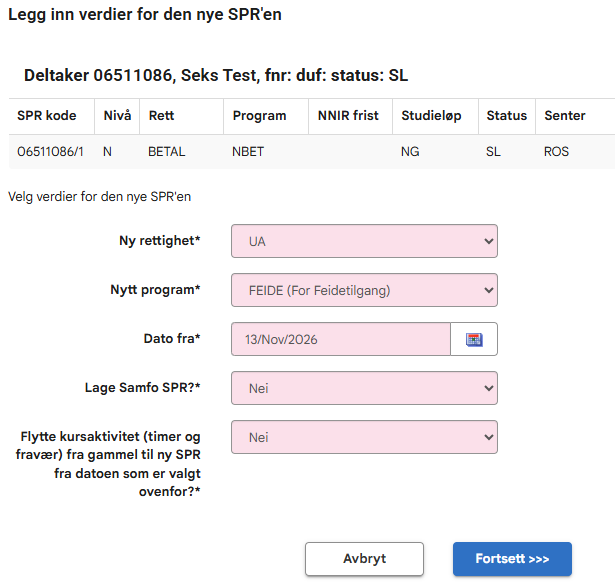 Legg inn verdier for den nye SPR'en
Deltaker 06511086, Seks Test, fnr: duf: status: SL
SPR kode Nivå Rett Program NNIR frist Studieløp Status Senter
06511086/1 N BETAL NBET NG SL ROS
Velg verdier for den nye SPR'en
Ny rettighet* UA
Nytt program* FEIDE (For Feidetilgang)
Dato fra* 13/Nov/2026
Lage Samfo SPR?* Nei
Flytte kursaktivitet (timer og Nei
fravær) fra gammel til ny SPR
fra datoen som er valgt
ovenfor?*
Avbryt Fortsett >>>